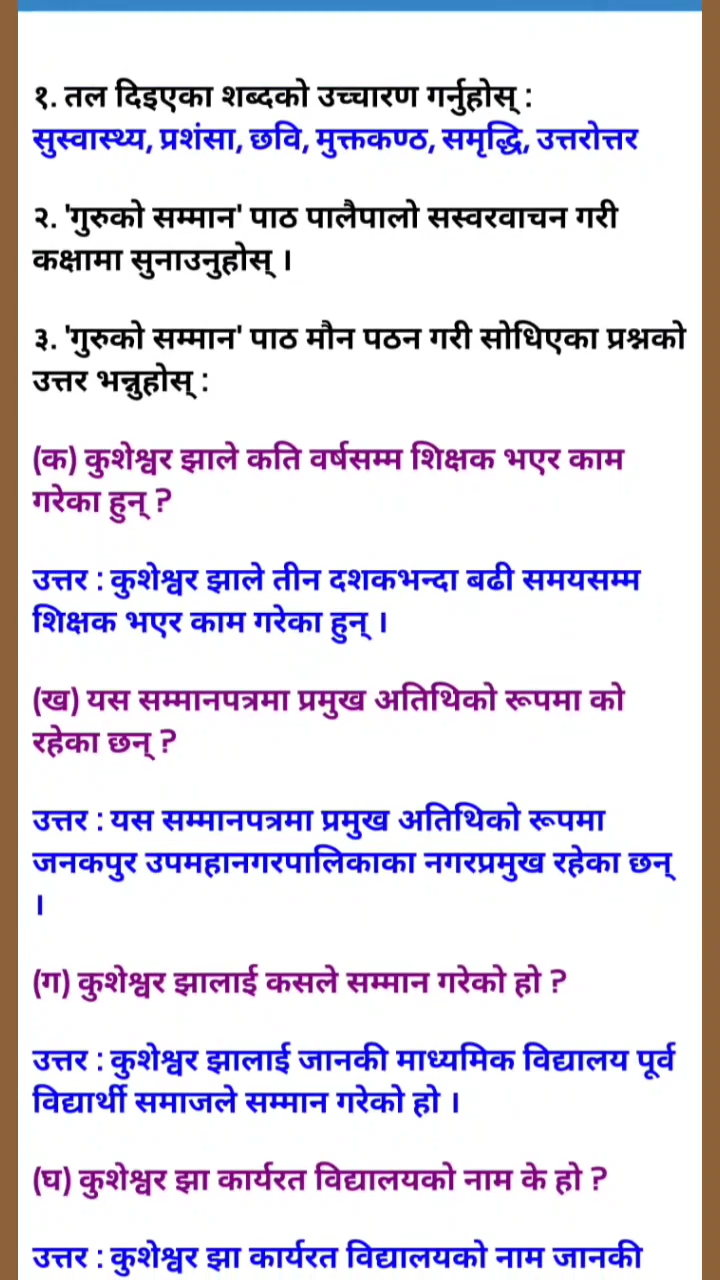 १. तल दिइएका शब्दको उच्चारण गर्नुहोस् :
सुस्वास्थ्य, प्रशंसा, छवि, मुक्तकण्ठ, समृद्धि, उत्तरोत्तर
२. 'गुरुको सम्मान' पाठ पालैपालो सस्वरवाचन गरी
कक्षामा सुनाउनुहोस् ।
३. 'गुरुको सम्मान' पाठ मौन पठन गरी सोधिएका प्रश्नको
उत्तर भन्नुहोस् :
(क) कुशेश्वर झाले कति वर्षसम्म शिक्षक भएर काम
गरेका हुन् ?
उत्तर : कुशेश्वर झाले तीन दशकभन्दा बढी समयसम्म
शिक्षक भएर काम गरेका हुन् ।
(ख) यस सम्मानपत्रमा प्रमुख अतिथिको रूपमा को
रहेका छन् ?
उत्तर : यस सम्मानपत्रमा प्रमुख अतिथिको रूपमा
जनकपुर उपमहानगरपालिकाका नगरप्रमुख रहेका छन्
।
(ग) कुशेश्वर झालाई कसले सम्मान गरेको हो ?
उत्तर : कुशेश्वर झालाई जानकी माध्यमिक विद्यालय पूर्व
विद्यार्थी समाजले सम्मान गरेको हो ।
(घ) कुशेश्वर झा कार्यरत विद्यालयको नाम के हो ?
उत्तर : कुशेश्वर झा कार्यरत विद्यालयको नाम जानकी